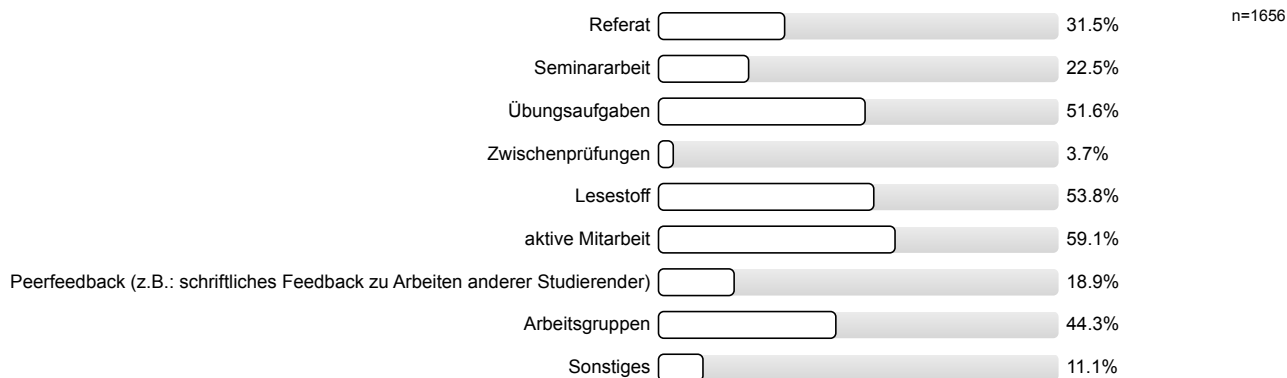 Referat 31.5% n=1656
Seminararbeit 22.5%
Übungsaufgaben 51.6%
Zwischenprüfungen 3.7%
Lesestoff 53.8%
aktive Mitarbeit 59.1%
Peerfeedback (z.B.: schriftliches Feedback zu Arbeiten anderer Studierender) 18.9%
Arbeitsgruppen 44.3%
Sonstiges 11.1%